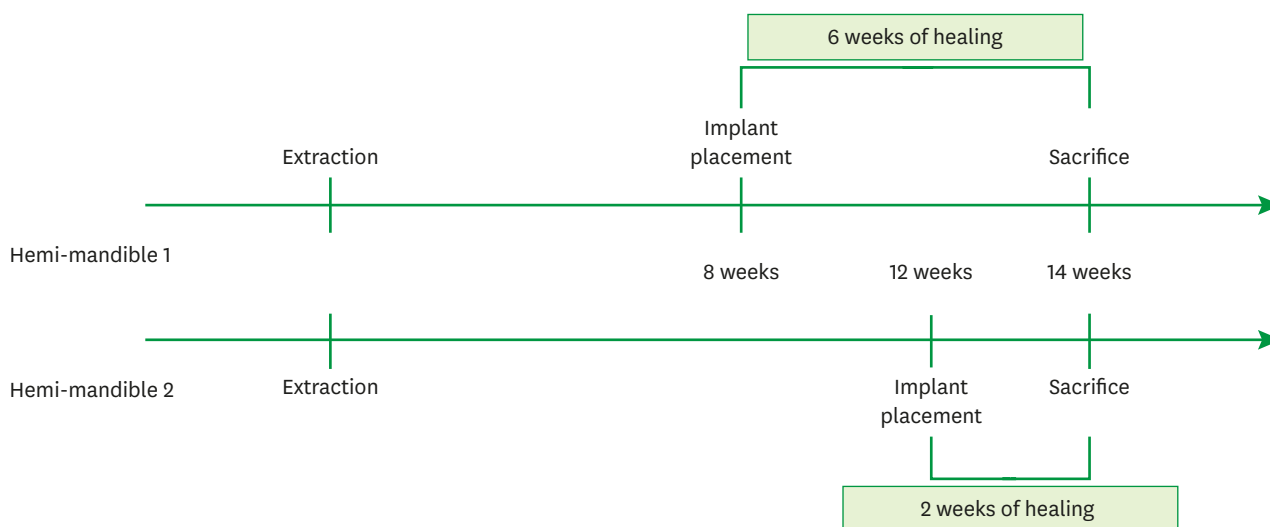 6 weeks of healing
Implant
placement
Extraction
Sacrifice
Hemi-mandible 1
8 weeks
12 weeks
14 weeks
Hemi-mandible 2
Extraction
Implant
placement
Sacrifice
2 weeks of healing